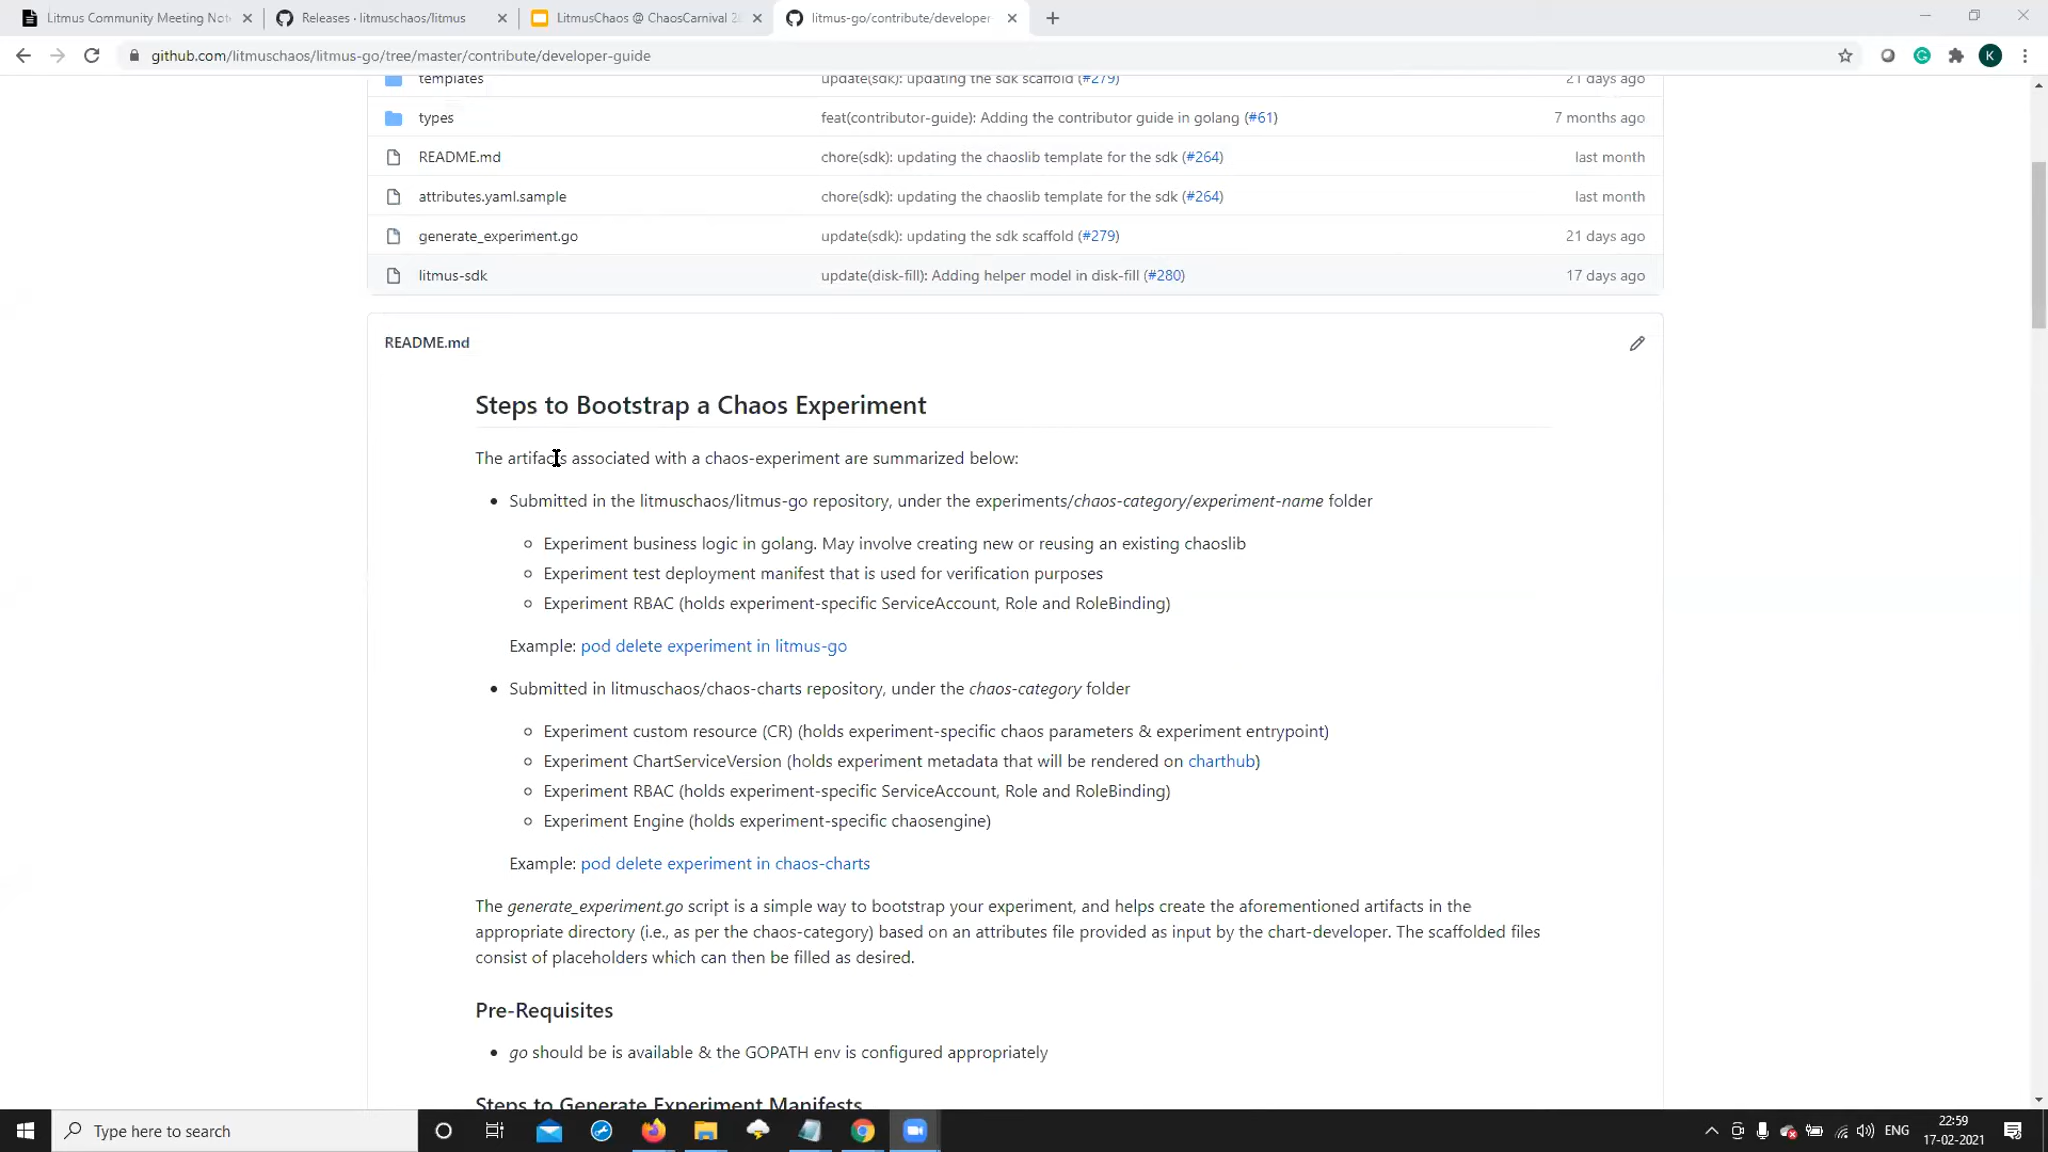 Litmus Community Meeting Not
Releases · litmuschaos/litmus
LitmusChaos @ ChaosCarnival 20
litmus-go/contribute/developer-
github.com/litmuschaos/litmus-go/tree/master/contribute/developer-guide
K
templates update(sdk): updating the sdk scaffold (#279) 21 days ago
types feat(contributor-guide): Adding the contributor guide in golang (#61) 7 months ago
README.md chore(sdk): updating the chaoslib template for the sdk (#264) last month
attributes.yaml.sample chore(sdk): updating the chaoslib template for the sdk (#264) last month
generate_experiment.go update(sdk): updating the sdk scaffold (#279) 21 days ago
litmus-sdk update(disk-fill): Adding helper model in disk-fill (#280) 17 days ago
README.md
Steps to Bootstrap a Chaos Experiment
The artifacts associated with a chaos-experiment are summarized below:
• Submitted in the litmuschaos/litmus-go repository, under the experiments/chaos-category/experiment-name folder
○ Experiment business logic in golang. May involve creating new or reusing an existing chaoslib
○ Experiment test deployment manifest that is used for verification purposes
○ Experiment RBAC (holds experiment-specific ServiceAccount, Role and RoleBinding)
Example: pod delete experiment in litmus-go
• Submitted in litmuschaos/chaos-charts repository, under the chaos-category folder
○ Experiment custom resource (CR) (holds experiment-specific chaos parameters & experiment entrypoint)
○ Experiment ChartServiceVersion (holds experiment metadata that will be rendered on charthub)
○ Experiment RBAC (holds experiment-specific ServiceAccount, Role and RoleBinding)
○ Experiment Engine (holds experiment-specific chaosengine)
Example: pod delete experiment in chaos-charts
The generate_experiment.go script is a simple way to bootstrap your experiment, and helps create the aforementioned artifacts in the
appropriate directory (i.e., as per the chaos-category) based on an attributes file provided as input by the chart-developer. The scaffolded files
consist of placeholders which can then be filled as desired.
Pre-Requisites
• go should be is available & the GOPATH env is configured appropriately
Steps to Generate Experiment Manifests
Type here to search
ENG
22:59
17-02-2021